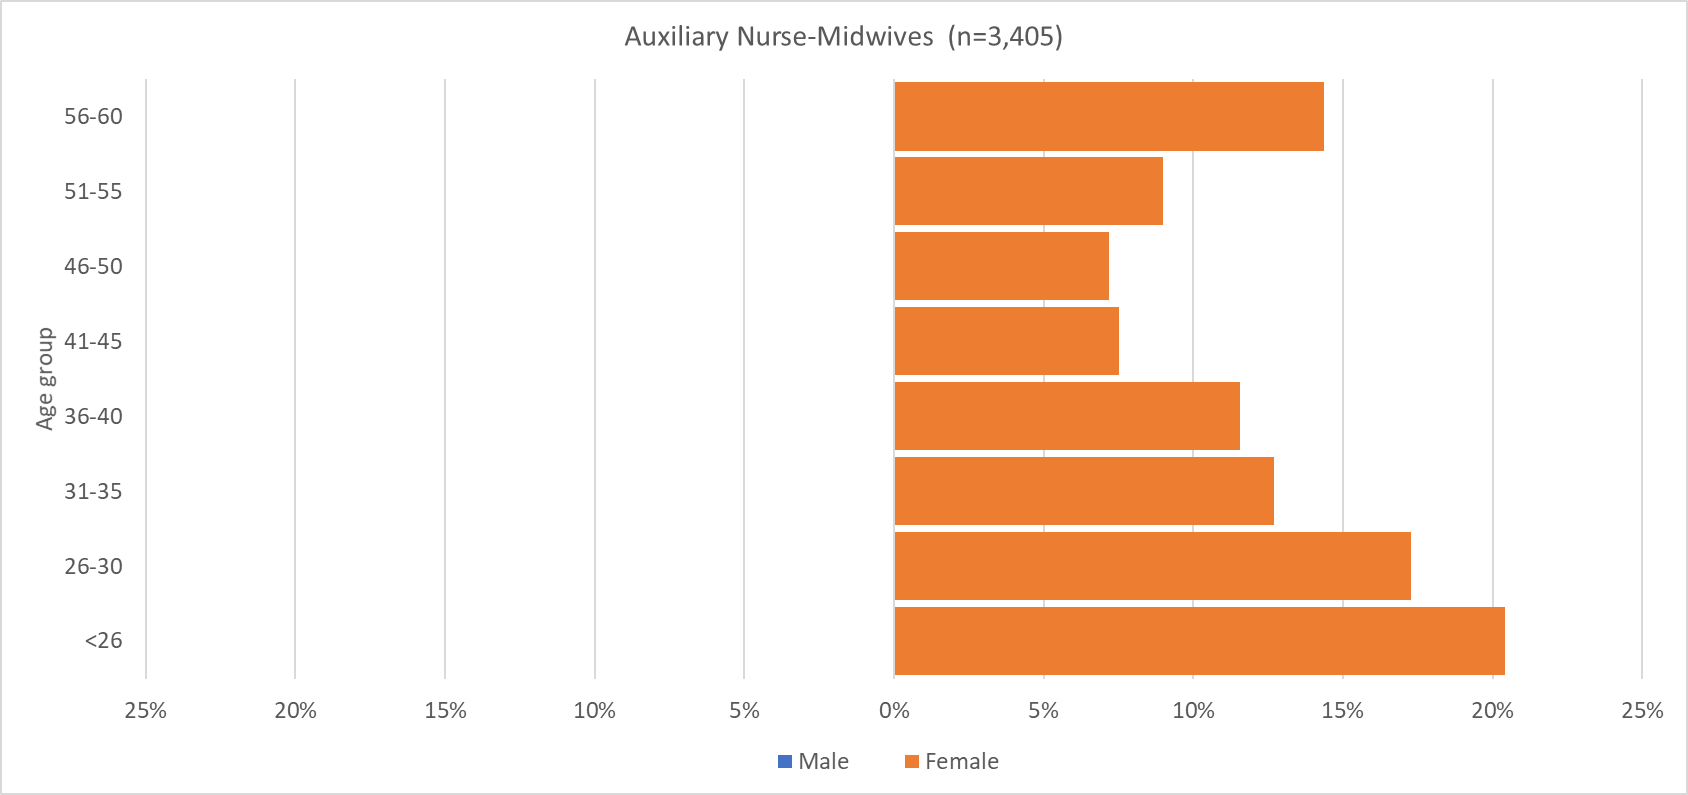 Auxiliary Nurse-Midwives (n=3,405)
Age group
56-60
51-55
46-50
41-45
36-40
31-35
26-30
<26
25% 20% 15% 10% 5% 0% 5% 10% 15% 20% 25%
Male Female